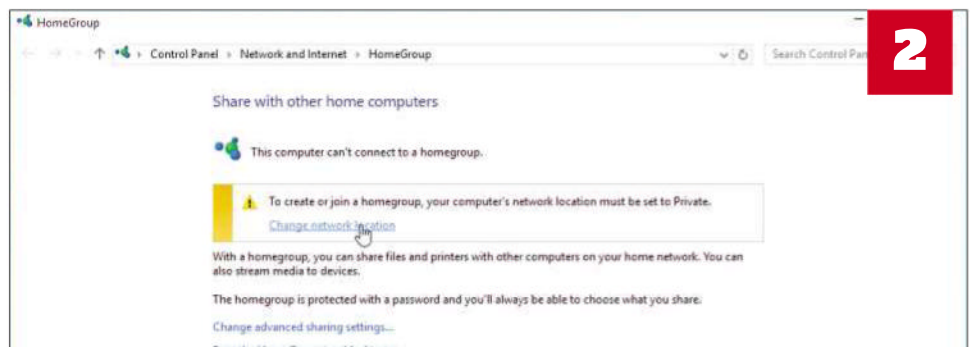 HomeGroup
Control Panel > Network and Internet > HomeGroup
Search Control Pan
2
Share with other home computers
This computer can't connect to a homegroup.
To create or join a homegroup, your computer's network location must be set to Private.
Change network location
With a homegroup, you can share files and printers with other computers on your home network. You can
also stream media to devices.
The homegroup is protected with a password and you'll always be able to choose what you share.
Change advanced sharing settings...